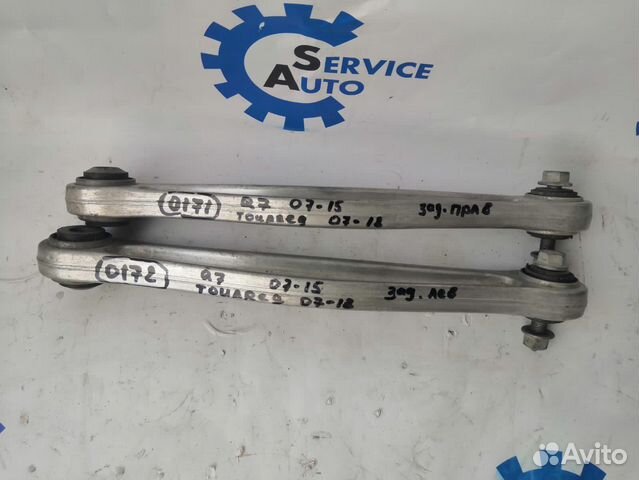 SERVICE
AUTO
SA
0171 Q7 07-15 зад. прав
TOUAREG 07-18
0172 Q7 07-15 зад. лев
TOUAREG 07-18
Avito